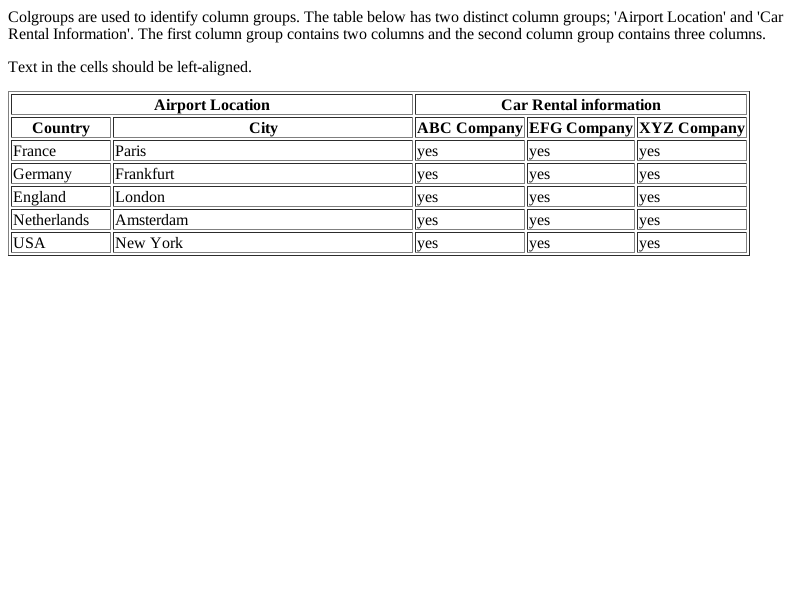 Colgroups are used to identify column groups. The table below has two distinct column groups; 'Airport Location' and 'Car
Rental Information'. The first column group contains two columns and the second column group contains three columns.
Text in the cells should be left-aligned.
Airport Location Car Rental information
Country City ABC Company EFG Company XYZ Company
France Paris yes yes yes
Germany Frankfurt yes yes yes
England London yes yes yes
Netherlands Amsterdam yes yes yes
USA New York yes yes yes